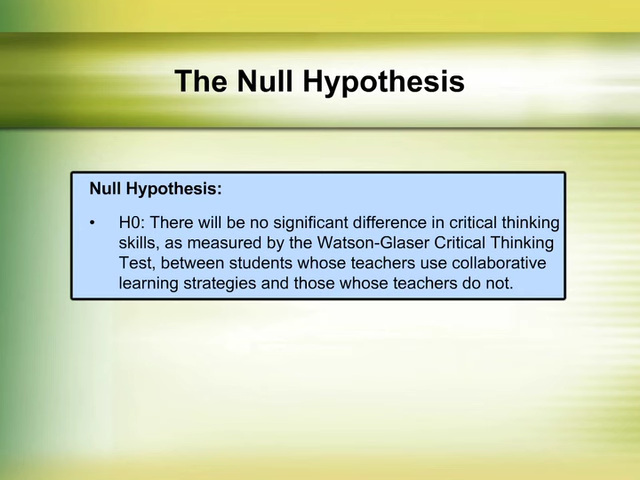 The Null Hypothesis
Null Hypothesis:
• H0: There will be no significant difference in critical thinking
skills, as measured by the Watson-Glaser Critical Thinking
Test, between students whose teachers use collaborative
learning strategies and those whose teachers do not.